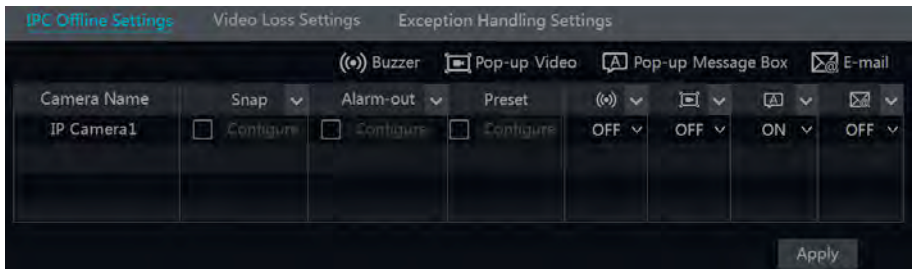 IPC Offline Settings Video Loss Settings Exception Handling Settings
Buzzer Pop-up Video A Pop-up Message Box E-mail
Camera Name Snap Alarm-out Preset A
IP Camera1 Configure Configure Configure OFF OFF ON OFF
Apply